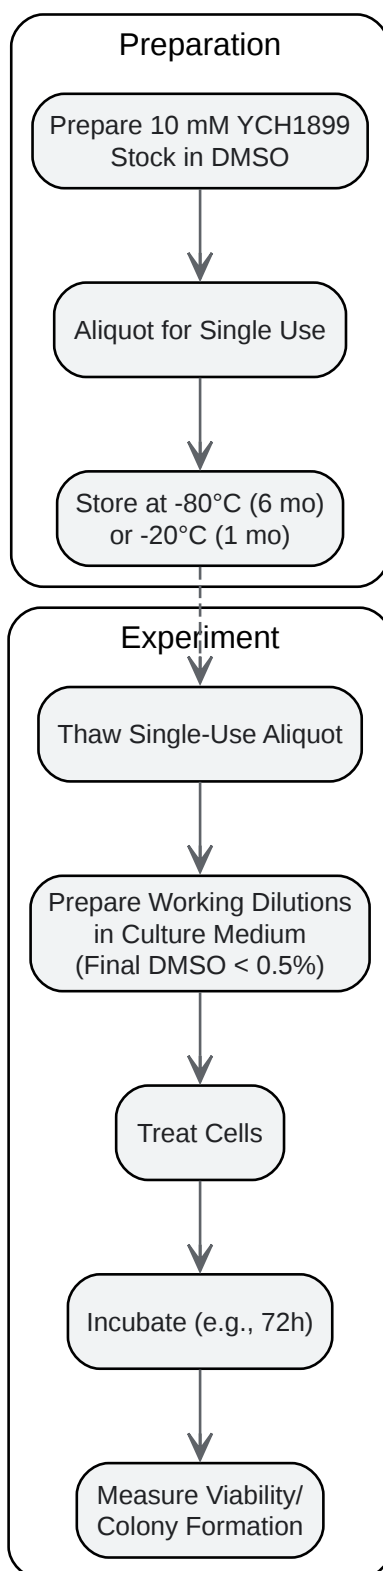 Preparation
Prepare 10 mM YCH1899
Stock in DMSO
Aliquot for Single Use
Store at -80°C (6 mo)
or -20°C (1 mo)
Experiment
Thaw Single-Use Aliquot
Prepare Working Dilutions
in Culture Medium
(Final DMSO < 0.5%)
Treat Cells
Incubate (e.g., 72h)
Measure Viability/
Colony Formation